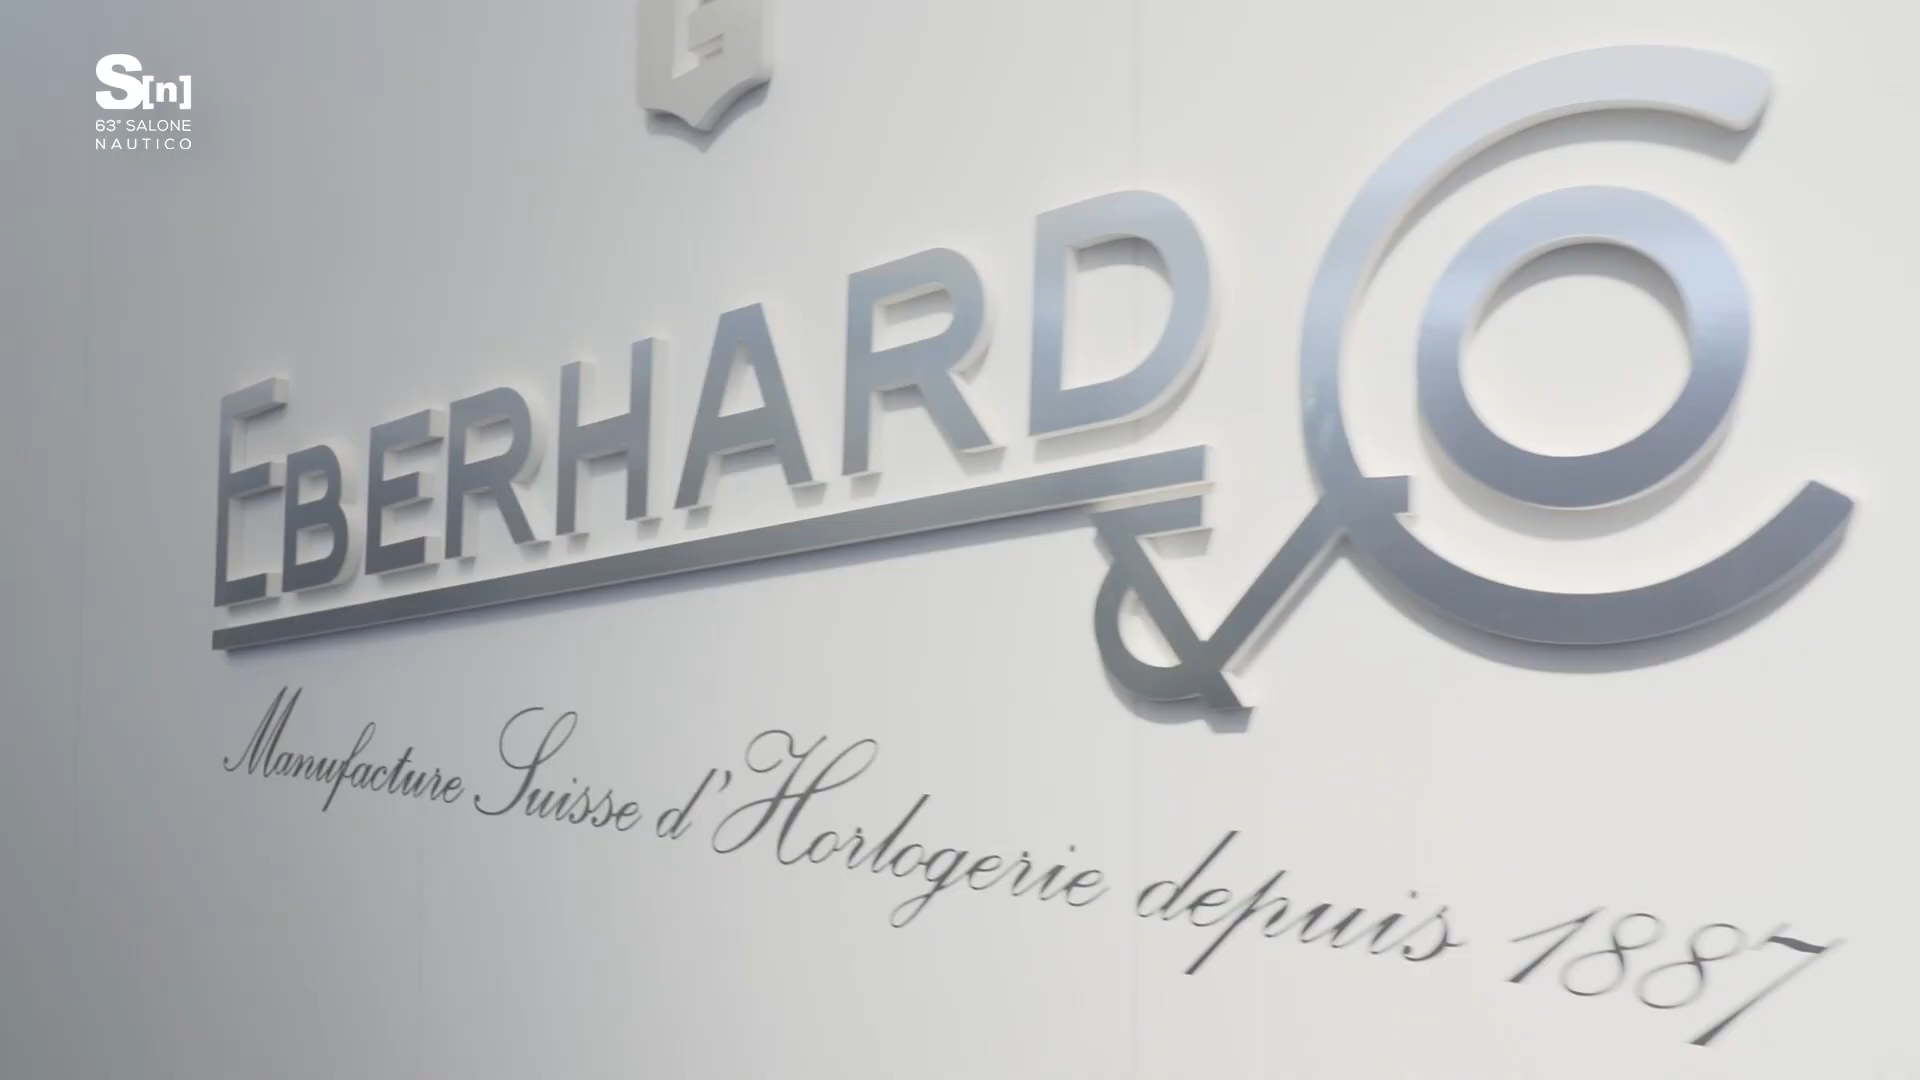 S[n]
63° SALONE
NAUTICO
EBERHARD & CO
Manufacture Suisse d'Horlogerie depuis 1887